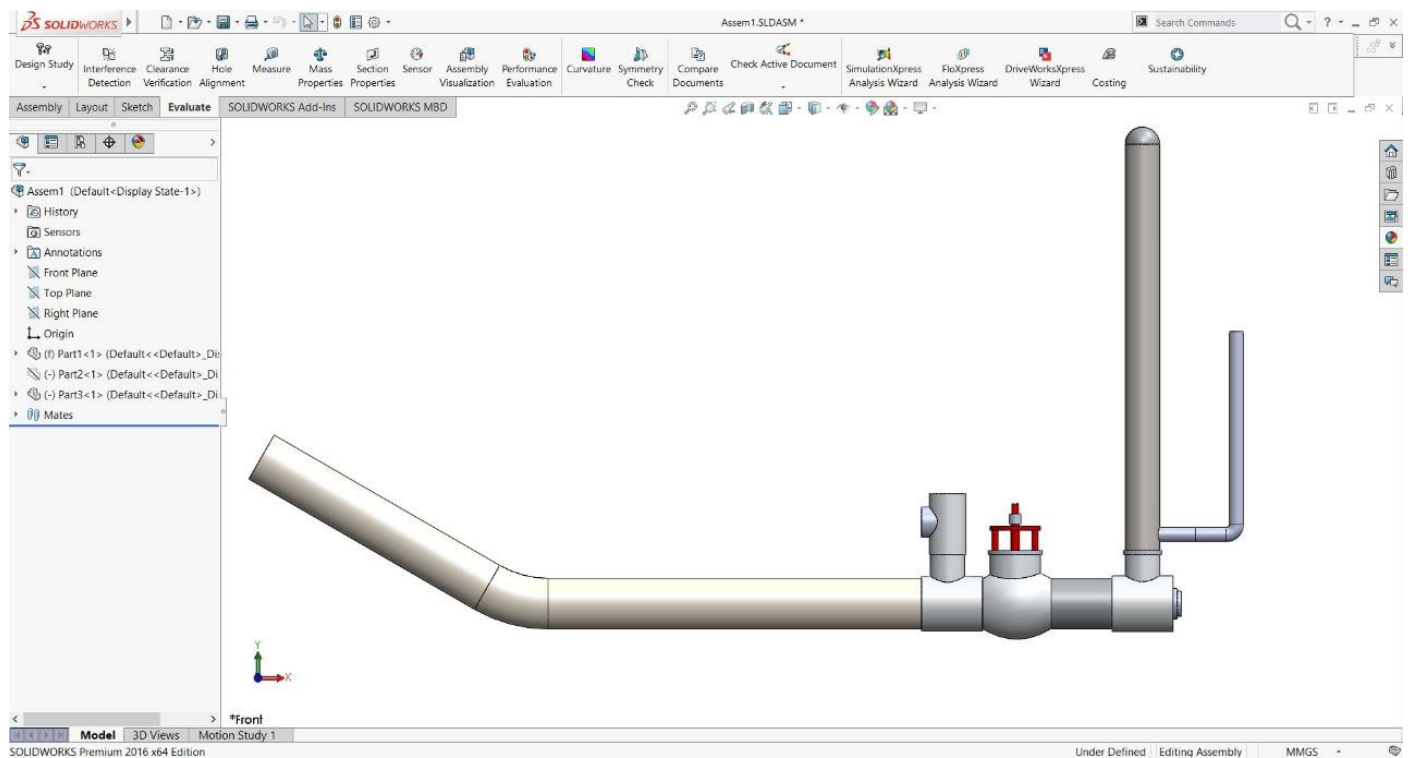 SOLIDWORKS
Assem1.SLDASM *
Search Commands
?
Design Study
Interference Detection
Clearance Verification
Hole Alignment
Measure
Mass Properties
Section Properties
Sensor
Assembly Visualization
Performance Evaluation
Curvature
Symmetry Check
Compare Documents
Check Active Document
SimulationXpress Analysis Wizard
FloXpress Analysis Wizard
DriveWorksXpress Wizard
Costing
Sustainability
Assembly Layout Sketch Evaluate SOLIDWORKS Add-Ins SOLIDWORKS MBD
Assem1 (Default<Display State-1>)
History
Sensors
Annotations
Front Plane
Top Plane
Right Plane
Origin
(f) Part1<1> (Default<<Default>_Di
(-) Part2<1> (Default<<Default>_Di
(-) Part3<1> (Default<<Default>_Di
Mates
Y
X
*Front
Model 3D Views Motion Study 1
SOLIDWORKS Premium 2016 x64 Edition
Under Defined Editing Assembly MMGS